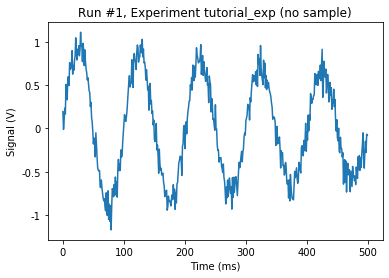 Run #1, Experiment tutorial_exp (no sample)
Signal (V)
1
0.5
0
-0.5
-1
0 100 200 300 400 500
Time (ms)